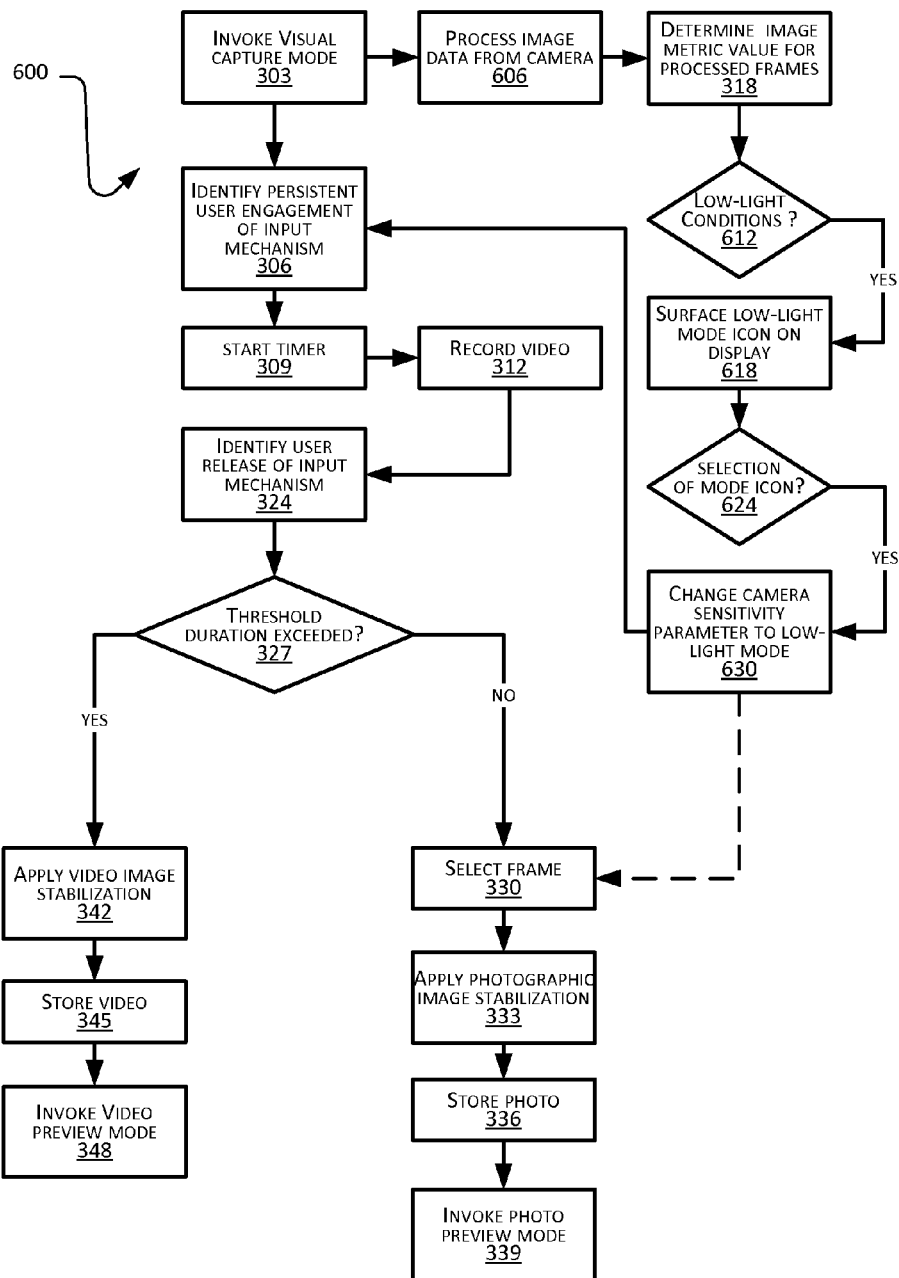 600
Invoke Visual
capture mode
303
Process image
data from camera
606
Determine image
metric value for
processed frames
318
Identify persistent
user engagement
of input
mechanism
306
Low-light
Conditions ?
612
YES
start timer
309
Record video
312
Surface low-light
mode icon on
display
618
Identify user
release of input
mechanism
324
selection
of mode icon?
624
YES
Threshold
duration exceeded?
327
Change camera
sensitivity
parameter to low-
light mode
630
YES
NO
Apply video image
stabilization
342
Select frame
330
Store video
345
Apply photographic
image stabilization
333
Invoke Video
preview mode
348
Store photo
336
Invoke photo
preview mode
339